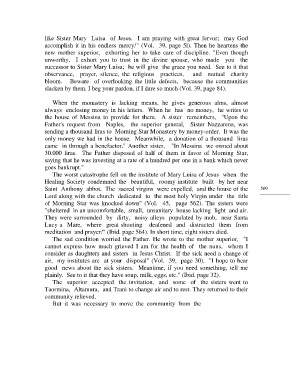 like Sister Mary Luisa of Jesus. I am praying with great fervor; may God
accomplish it in his endless mercy!" (Vol. 39, page 5l). Then he heartens the
new mother superior, exhorting her to take care of discipline. "Even though
unworthy, I exhort you to trust in the divine spouse, who made you the
successor to Sister Mary Luisa; he will give the grace you need. See to it that
observance, prayer, silence, the religious practices, and mutual charity
bloom. Beware of overlooking the little defects, because the communities
slacken by them. I beg your pardon, if I dare so much (Vol. 39, page 84).
When the monastery is lacking means, he gives generous alms, almost
always enclosing money in his letters. When he has no money, he writes to
the house of Messina to provide for them. A sister remembers, "Upon the
Father's request from Naples, the superior general, Sister Nazzarena, was
sending a thousand liras to Morning Star Monastery by money-order. It was the
only money we had in the house. Meanwhile, a donation of a thousand liras
came in through a benefactor." Another sister, "In Messina we owned about
30.000 liras. The Father disposed of half of them in favor of Morning Star,
saying that he was investing at a rate of a hundred per one in a bank which never
goes bankrupt."
The worst catastrophe fell on the institute of Mary Luisa of Jesus when the
Healing Society condemned the beautiful, roomy institute built by her near
Saint Anthony abbot. The sacred virgins were expelled, and the house of the
Lord along with the church dedicated to the most holy Virgin under the title
of Morning Star was knocked down" (Vol. 45, page 562). The sisters were
"sheltered in an uncomfortable, small, unsanitary house lacking light and air.
They were surrounded by dirty, noisy alleys populated by mob, near Santa
Lucy a Mare, where great shouting deafened and distracted them from
meditation and prayer" (Ibid, page 564). In short time, eight sisters died.
The sad condition worried the Father. He wrote to the mother superior, "I
cannot express how much grieved I am for the health of the nuns, whom I
consider as daughters and sisters in Jesus Christ. If the sick need a change of
air, my institutes are at your disposal" (Vol. 39, page 30). "I hope to hear
good news about the sick sisters. Meantime, if you need something, tell me
plainly. See to it that they have soup, milk, eggs, etc." (Ibid, page 32).
The superior accepted the invitation, and some of the sisters went to
Taormina, Altamura, and Trani to change air and to rest. They returned to their
community relieved.
But it was necessary to move the community from the